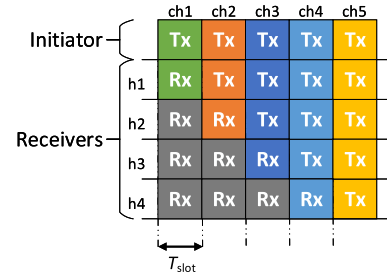 ch1 ch2 ch3 ch4 ch5
Initiator Tx Tx Tx Tx Tx
h1 Rx Tx Tx Tx Tx
h2 Rx Rx Tx Tx Tx
Receivers
h3 Rx Rx Rx Tx Tx
h4 Rx Rx Rx Rx Tx
Tslot